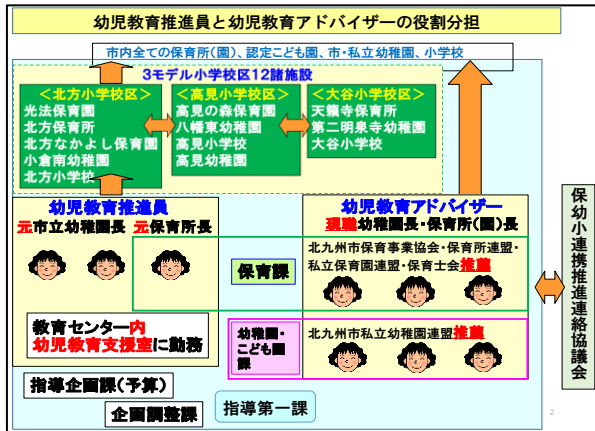 幼児教育推進員と幼児教育アドバイザーの役割分担
市内全ての保育所(園)、認定こども園、市・私立幼稚園、小学校
3モデル小学校区12諸施設
＜北方小学校区＞
光法保育園
北方保育所
北方なかよし保育園
小倉南幼稚園
北方小学校
＜高見小学校区＞
高見の森保育園
八幡東幼稚園
高見小学校
高見幼稚園
＜大谷小学校区＞
天籟寺保育所
第二明泉寺幼稚園
大谷小学校
幼児教育推進員
元市立幼稚園長 元保育所長
幼児教育アドバイザー
現職幼稚園長・保育所(園)長
保育課
北九州市保育事業協会・保育所連盟・
私立保育園連盟・保育士会推薦
教育センター内
幼児教育支援室に勤務
幼稚園・
こども園
課
北九州市私立幼稚園連盟推薦
指導企画課(予算)
企画調整課
指導第一課
保幼小連携推進連絡協議会
2